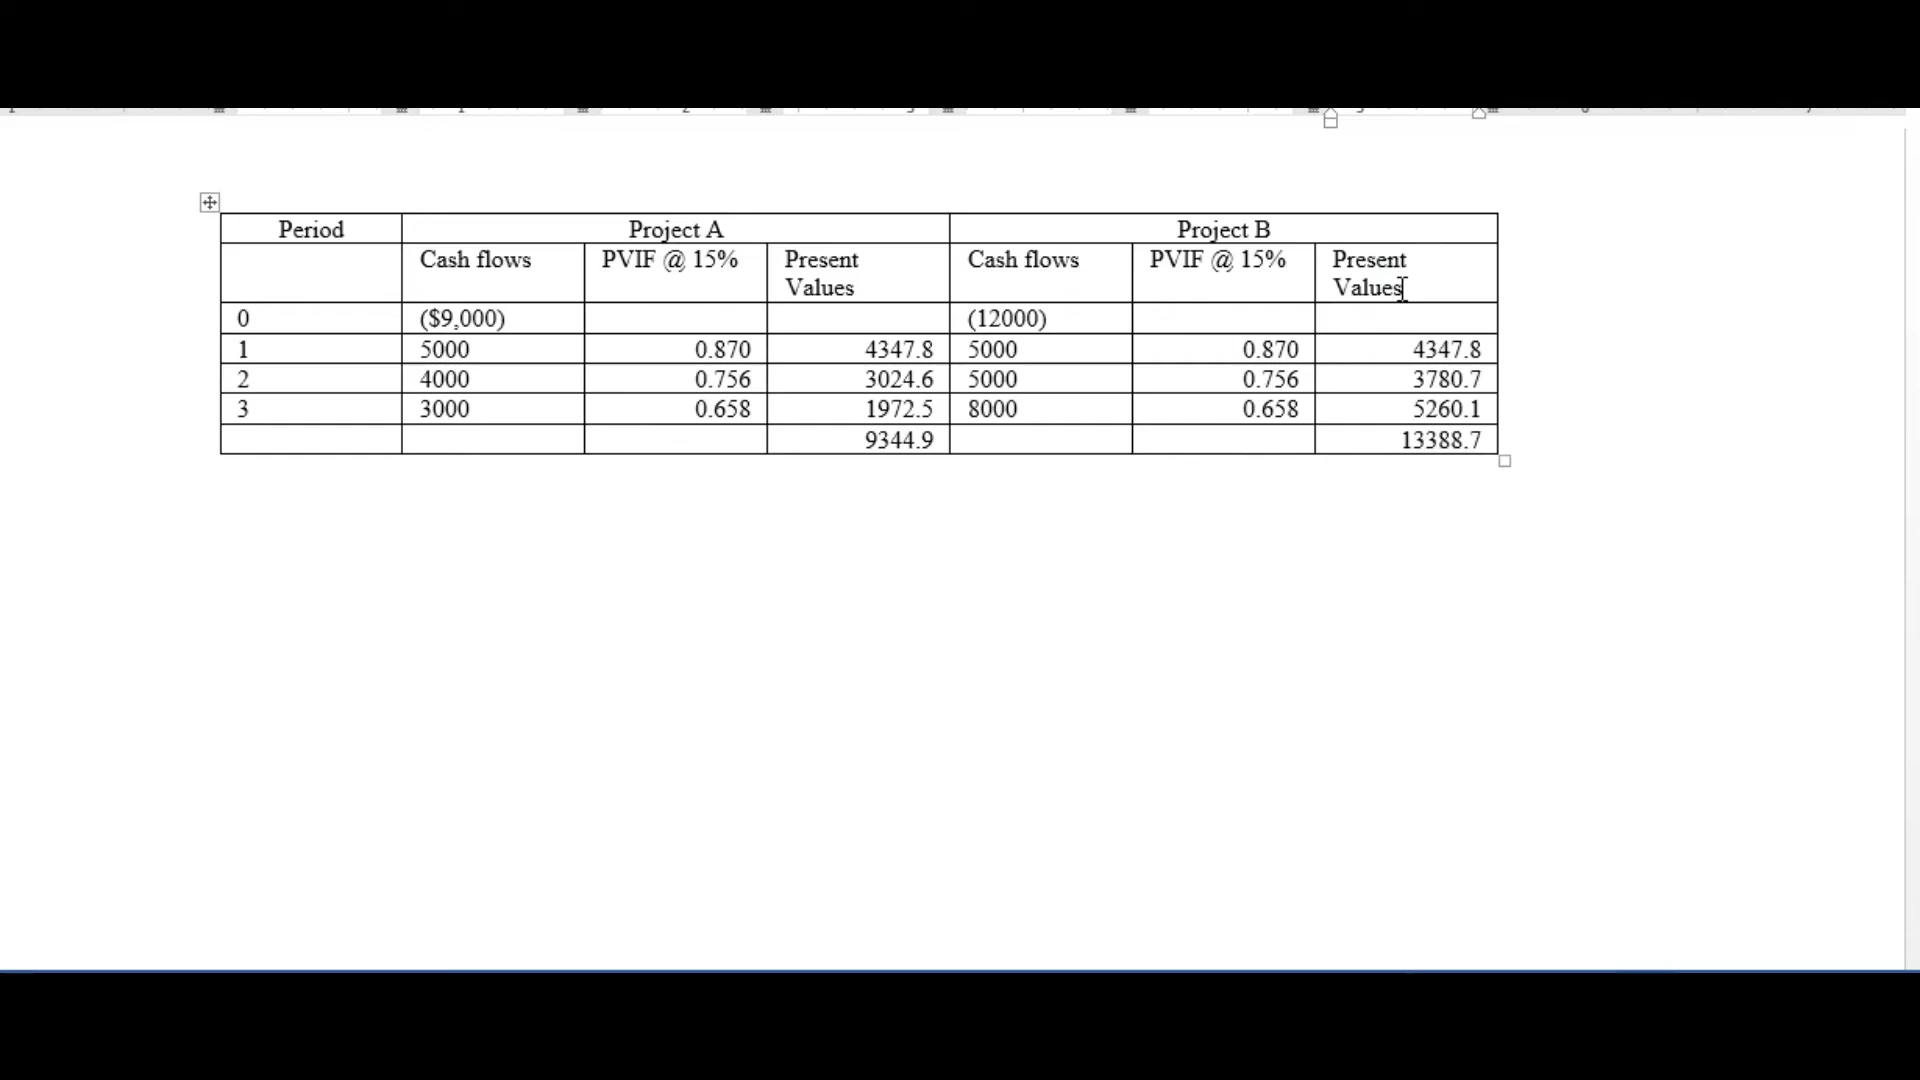 Period Project A Project B
Cash flows PVIF @ 15% Present Values Cash flows PVIF @ 15% Present Values
0 ($9,000) (12000)
1 5000 0.870 4347.8 5000 0.870 4347.8
2 4000 0.756 3024.6 5000 0.756 3780.7
3 3000 0.658 1972.5 8000 0.658 5260.1
9344.9 13388.7